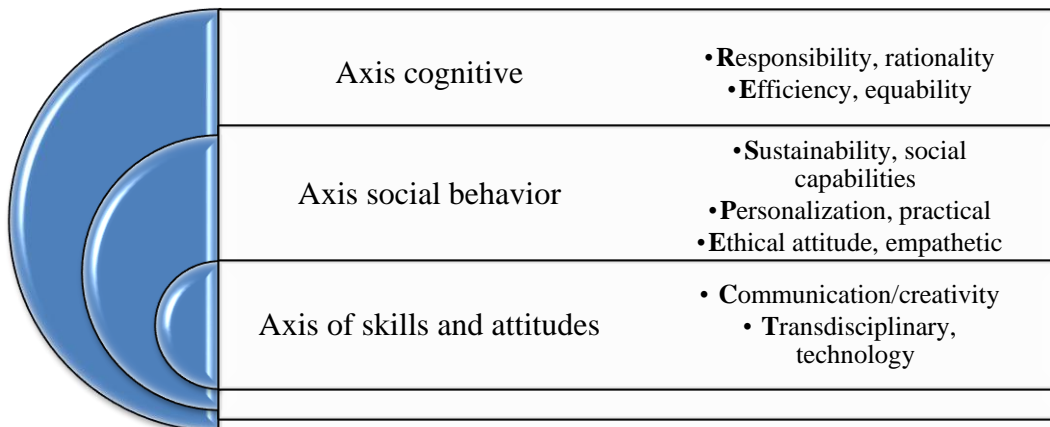 Axis cognitive
•Responsibility, rationality
•Efficiency, equability
Axis social behavior
•Sustainability, social
capabilities
•Personalization, practical
•Ethical attitude, empathetic
Axis of skills and attitudes
• Communication/creativity
• Transdisciplinary,
technology